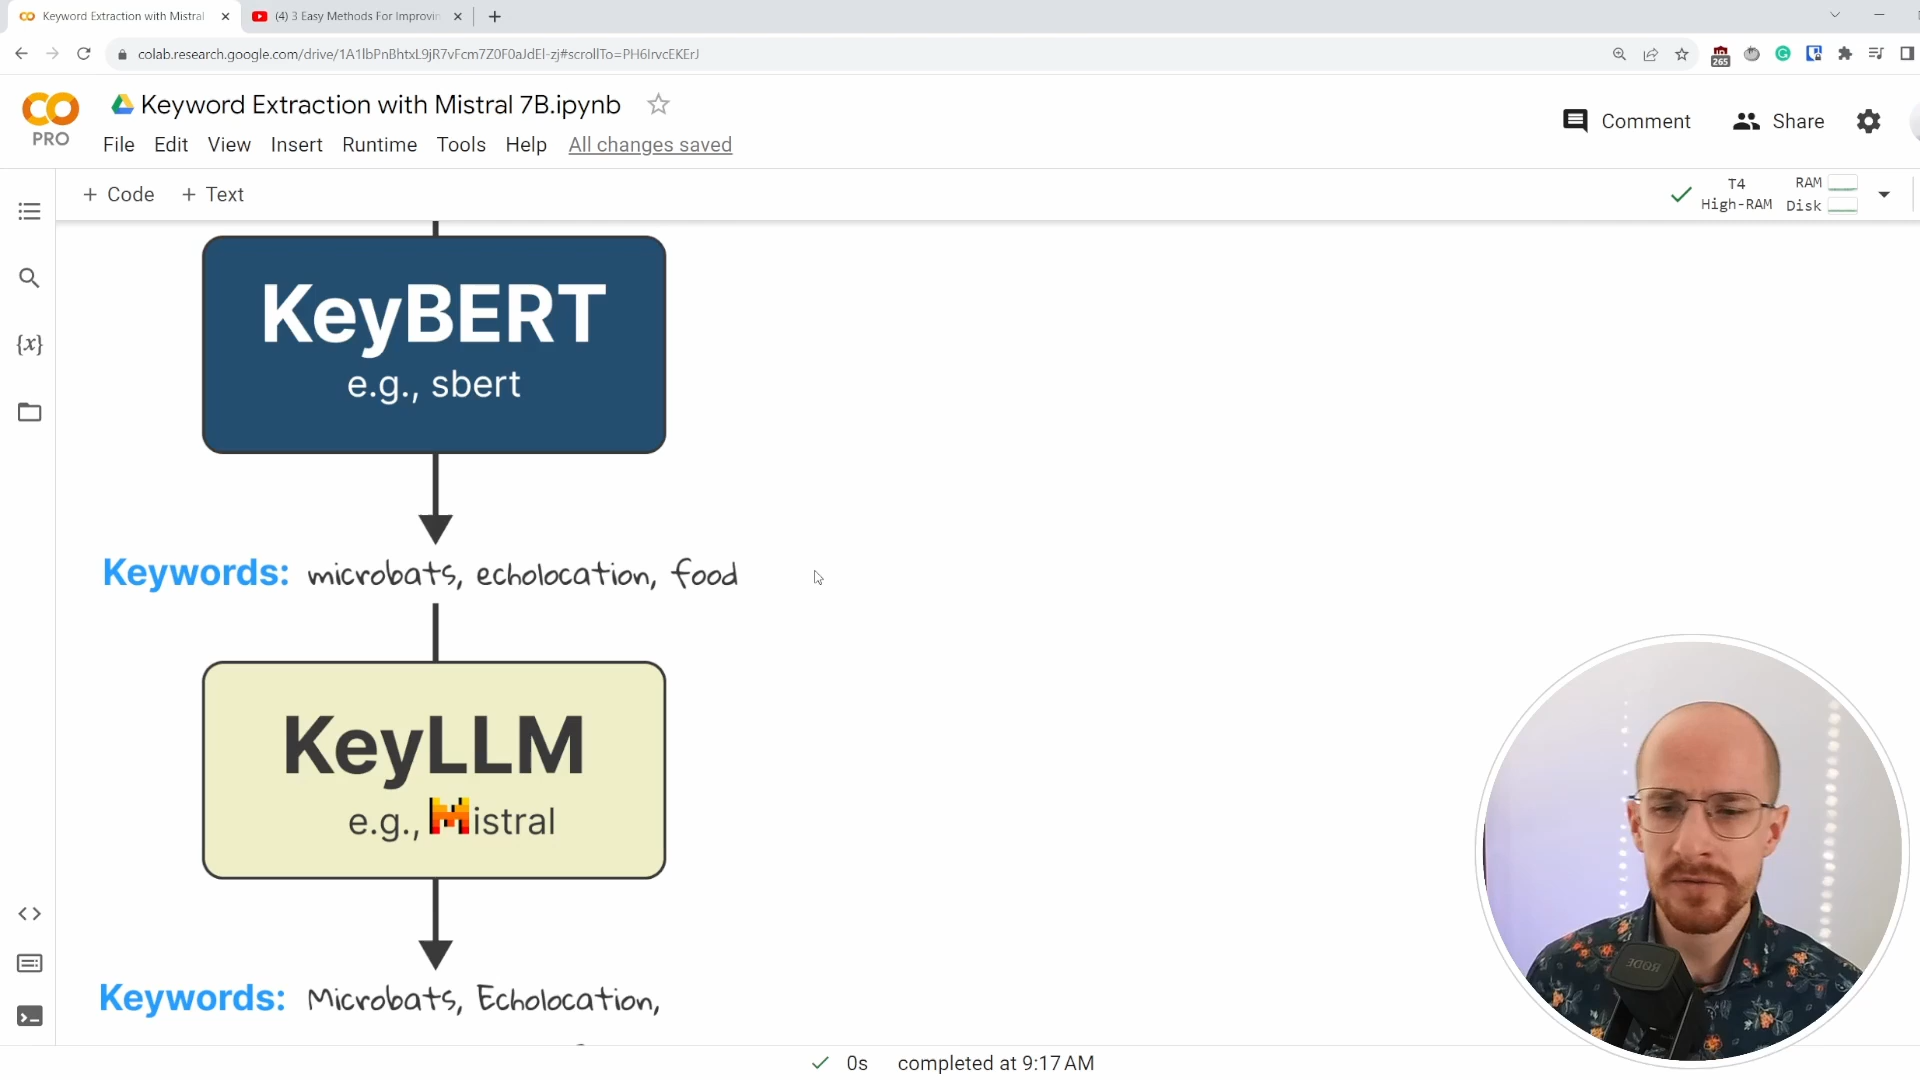 Keyword Extraction with Mistral
(4) 3 Easy Methods For Improvin
colab.research.google.com/drive/1A1lbPnBhtxL9jR7vFcm7Z0F0aJdEl-zj#scrollTo=PH6IrvcEKErJ
265
PRO
Keyword Extraction with Mistral 7B.ipynb
File Edit View Insert Runtime Tools Help All changes saved
Comment
Share
+ Code + Text
T4
High-RAM
RAM
Disk
{x}
KeyBERT
e.g., sbert
Keywords: microbats, echolocation, food
KeyLLM
e.g., Mistral
Keywords: Microbats, Echolocation,
RODE
0s completed at 9:17 AM